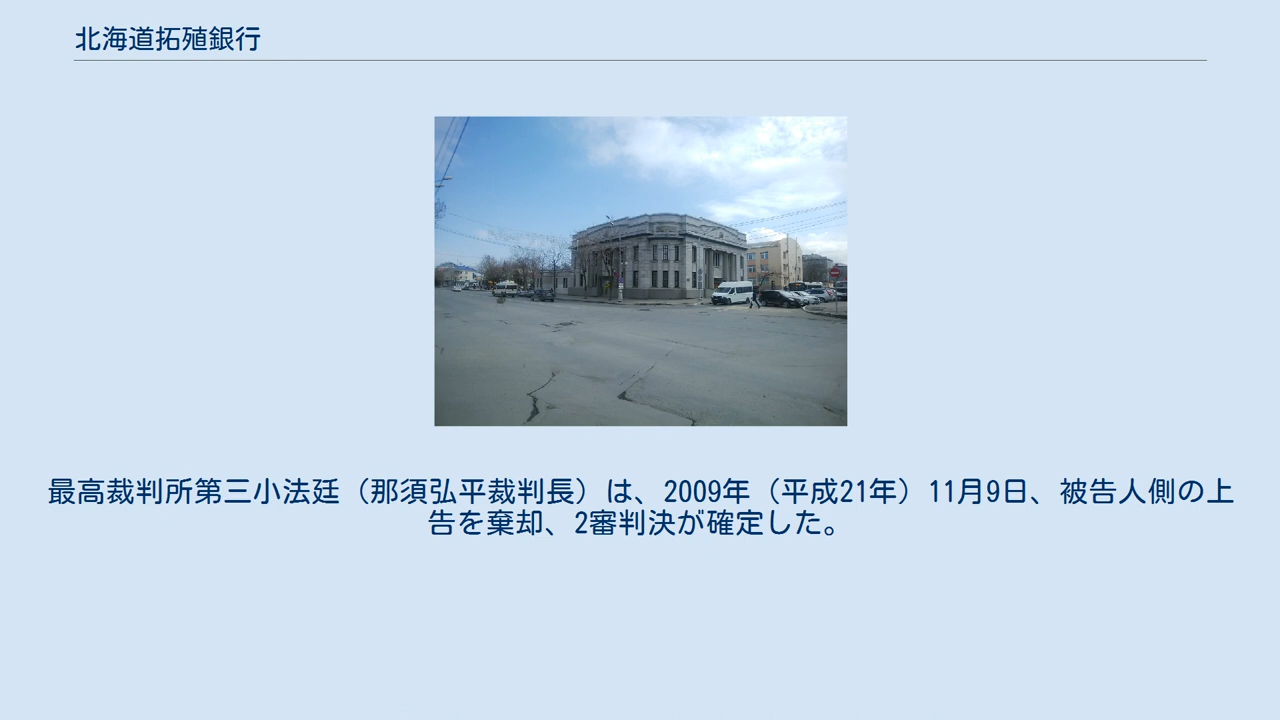 北海道拓殖銀行
最高裁判所第三小法廷（那須弘平裁判長）は、2009年（平成21年）11月9日、被告人側の上
告を棄却、2審判決が確定した。